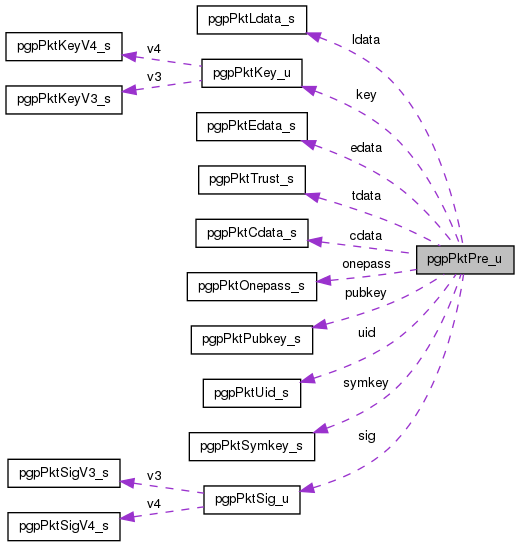 pgpPktLdata_s
ldata
pgpPktKeyV4_s
v4
pgpPktKey_u
v3
key
pgpPktKeyV3_s
pgpPktEdata_s
edata
pgpPktTrust_s
tdata
pgpPktCdata_s
cdata
pgpPktPre_u
onepass
pgpPktOnepass_s
pubkey
pgpPktPubkey_s
uid
pgpPktUid_s
symkey
pgpPktSymkey_s
sig
pgpPktSigV3_s
v3
pgpPktSig_u
v4
pgpPktSigV4_s